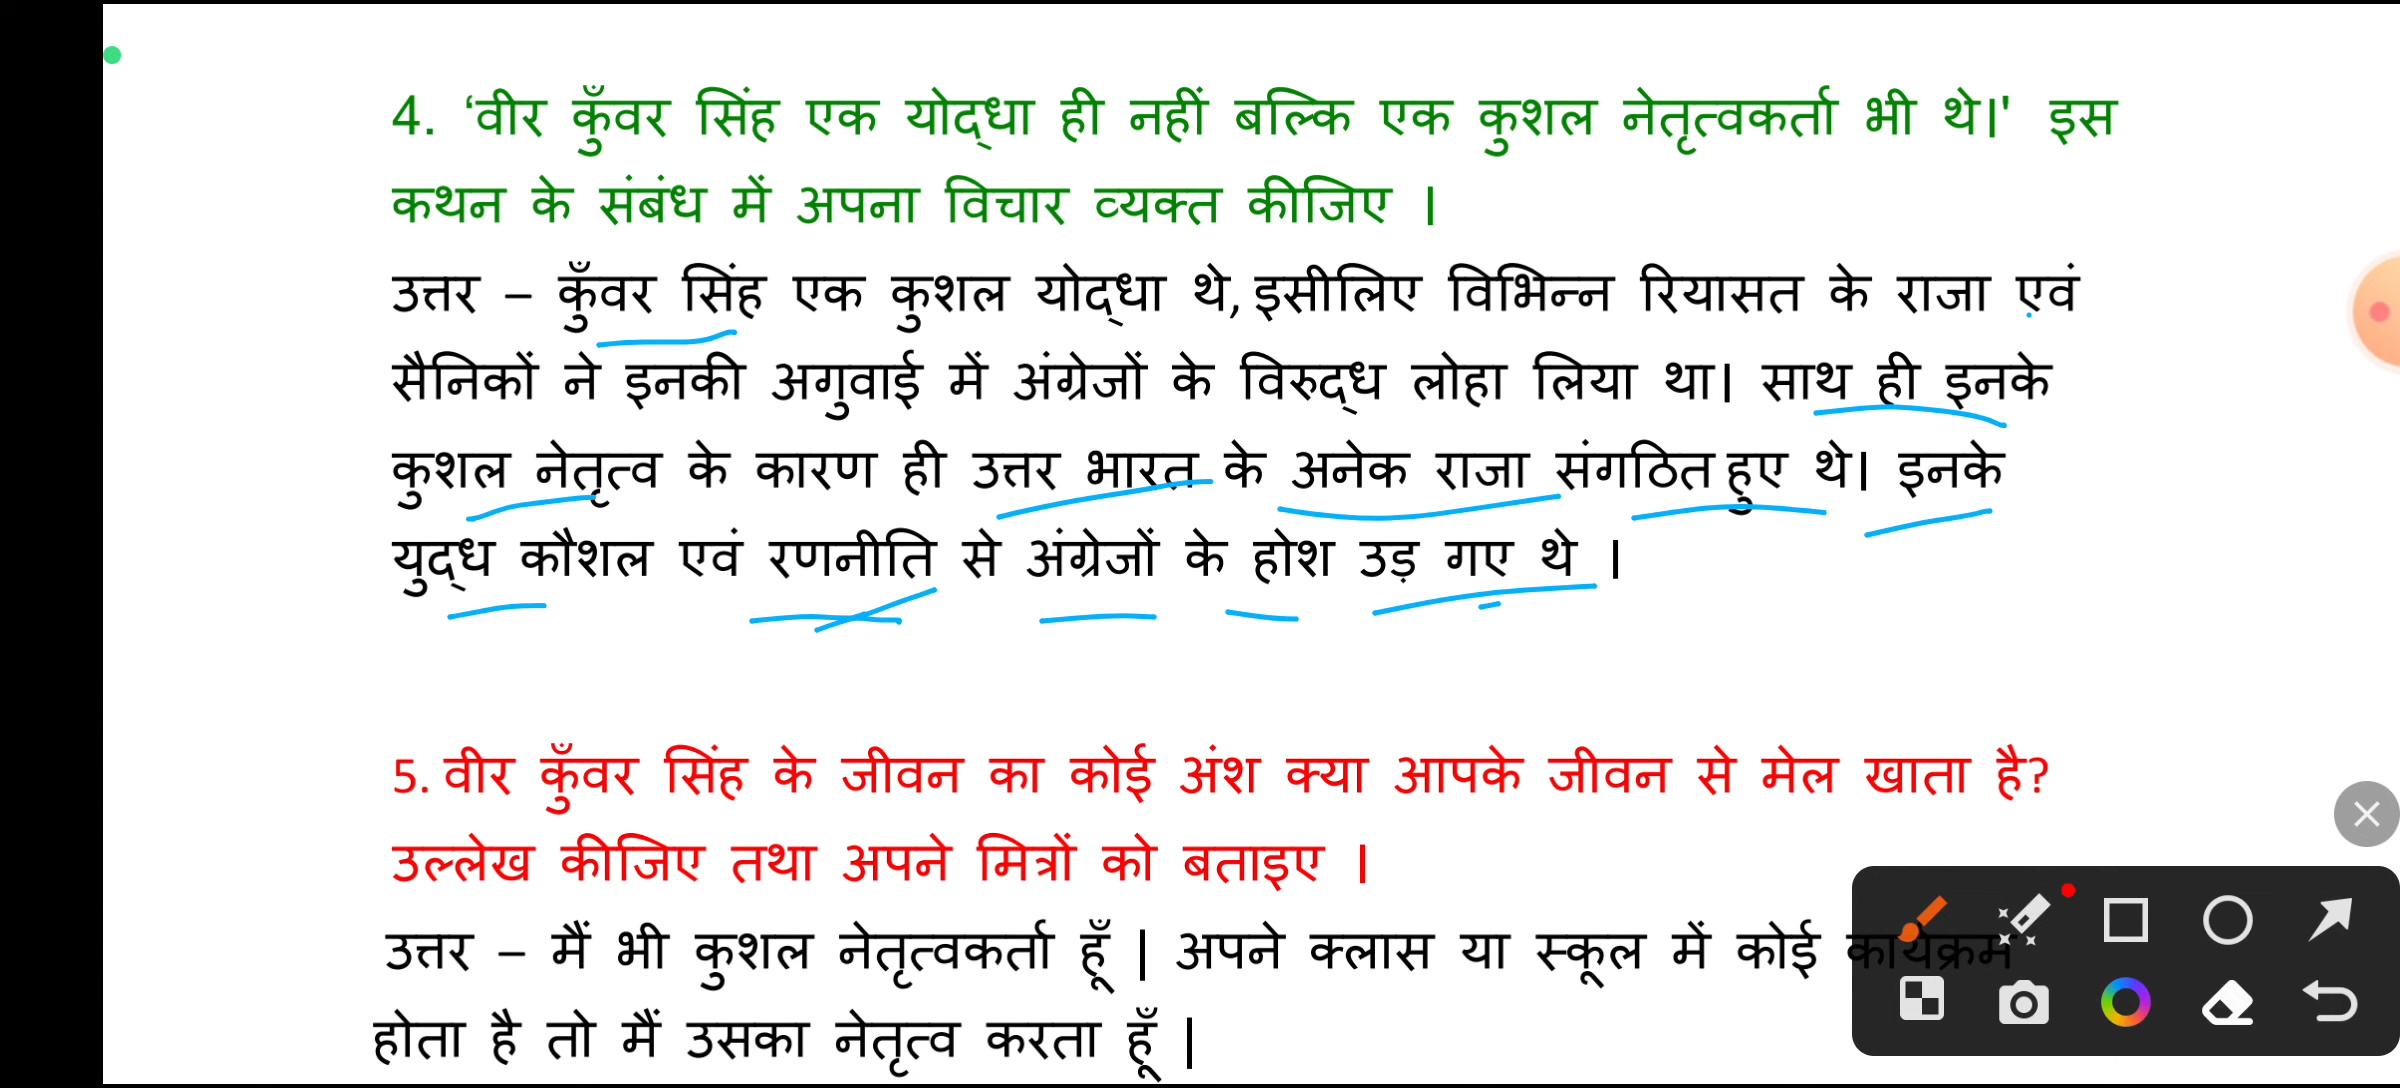 4. ‘वीर कुँवर सिंह एक योद्धा ही नहीं बल्कि एक कुशल नेतृत्वकर्ता भी थे।' इस
कथन के संबंध में अपना विचार व्यक्त कीजिए ।
उत्तर – कुँवर सिंह एक कुशल योद्धा थे, इसीलिए विभिन्न रियासत के राजा एवं
सैनिकों ने इनकी अगुवाई में अंग्रेजों के विरुद्ध लोहा लिया था। साथ ही इनके
कुशल नेतृत्व के कारण ही उत्तर भारत के अनेक राजा संगठित हुए थे। इनके
युद्ध कौशल एवं रणनीति से अंग्रेजों के होश उड़ गए थे ।
5. वीर कुँवर सिंह के जीवन का कोई अंश क्या आपके जीवन से मेल खाता है?
उल्लेख कीजिए तथा अपने मित्रों को बताइए ।
उत्तर – मैं भी कुशल नेतृत्वकर्ता हूँ | अपने क्लास या स्कूल में कोई कार्यक्रम
होता है तो मैं उसका नेतृत्व करता हूँ |